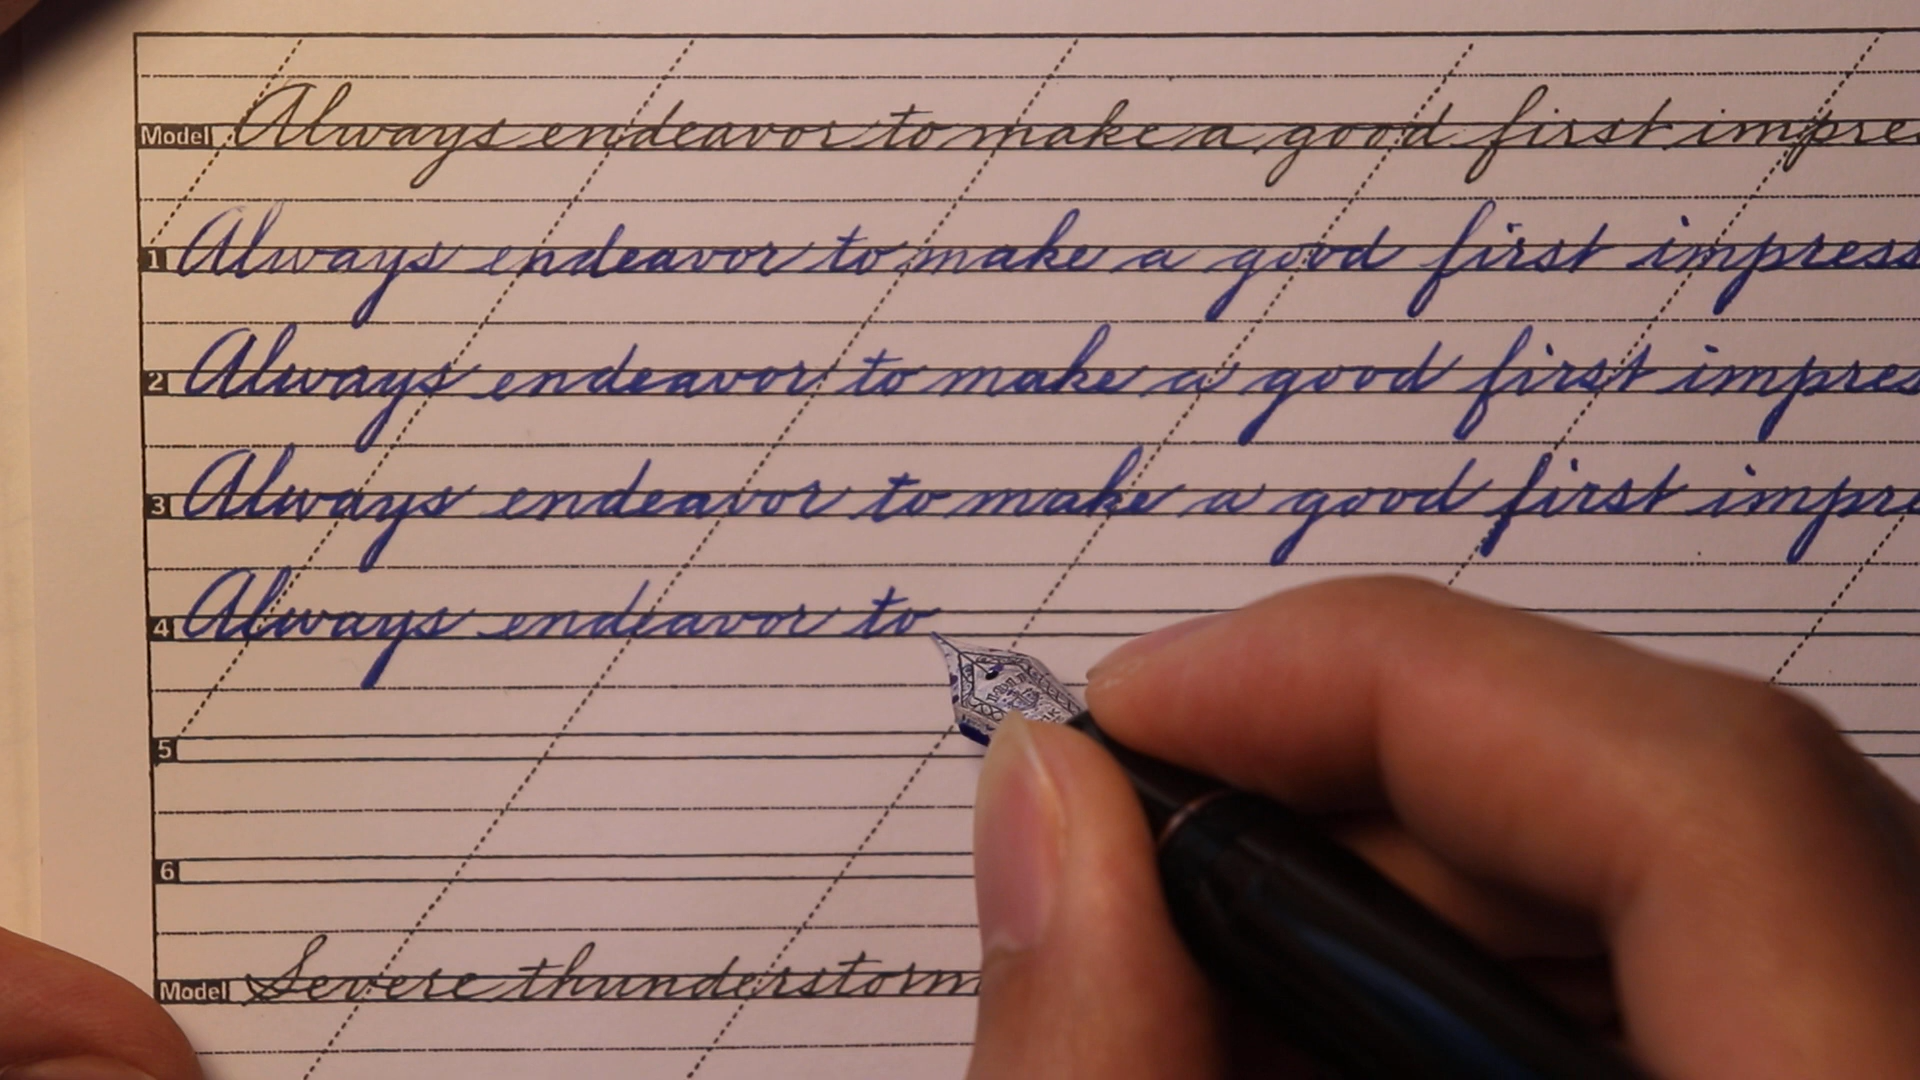 Model Always endeavor to make a good first impre
1 Always endeavor to make a good first impress
2 Always endeavor to make a good first impres
3 Always endeavor to make a good first impre
4 Always endeavor to
5
6
Model Severe thunderstorm